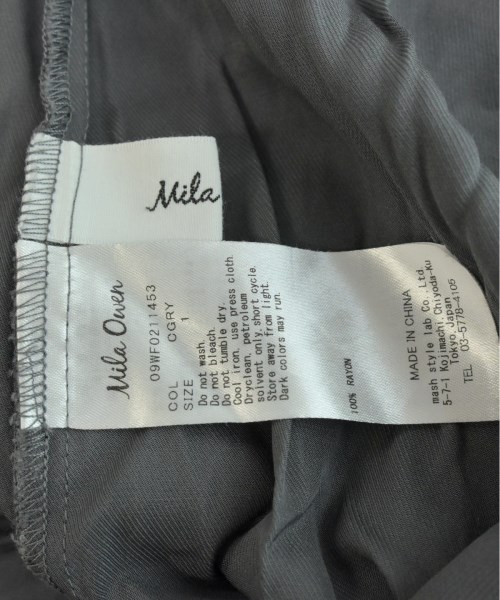 Mila
Mila Owen
09WF0211453
COL CGRY
SIZE 1
Do not wash.
Do not bleach.
Do not tumble dry.
Cool iron. use press cloth.
Dryclean, petroleum
solvent only, short cycle.
Store away from light.
Dark colors may run.
100% RAYON
MADE IN CHINA
mash style lab Co., Ltd.
5-7-1 Kojimachi, Chiyoda-Ku
Tokyo Japan
TEL 03-5778-4106